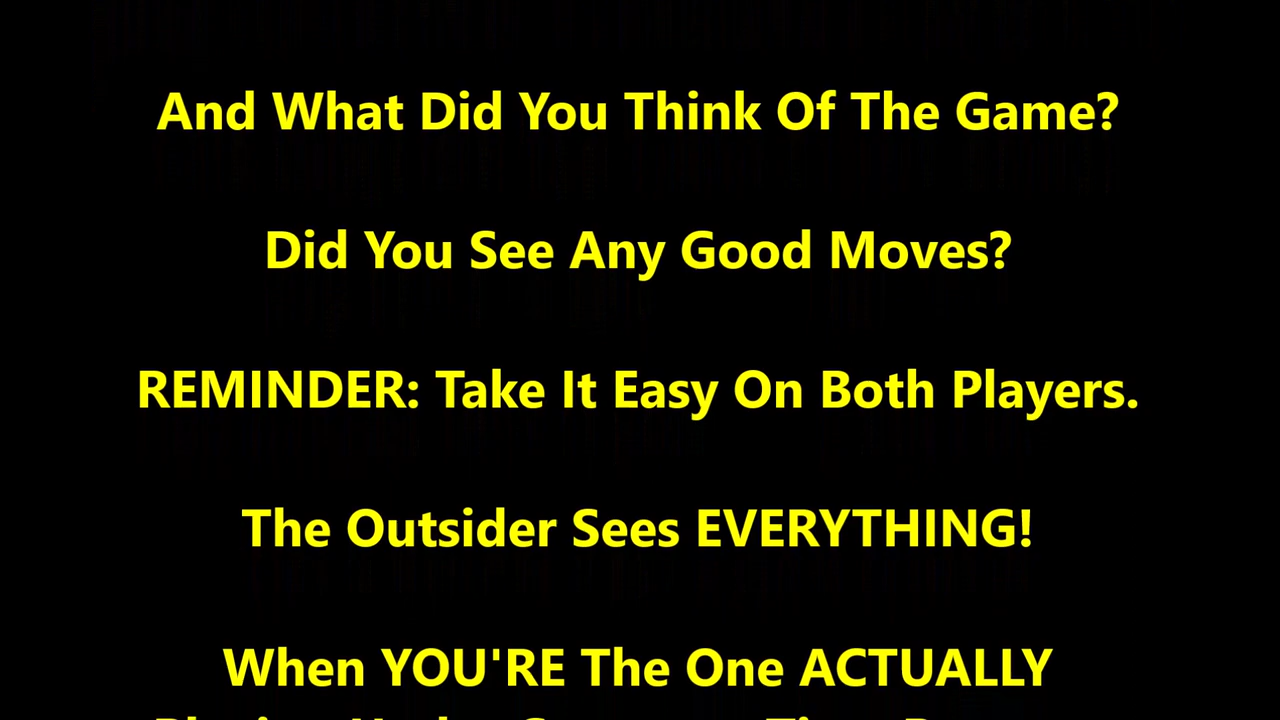 And What Did You Think Of The Game?
Did You See Any Good Moves?
REMINDER: Take It Easy On Both Players.
The Outsider Sees EVERYTHING!
When YOU'RE The One ACTUALLY